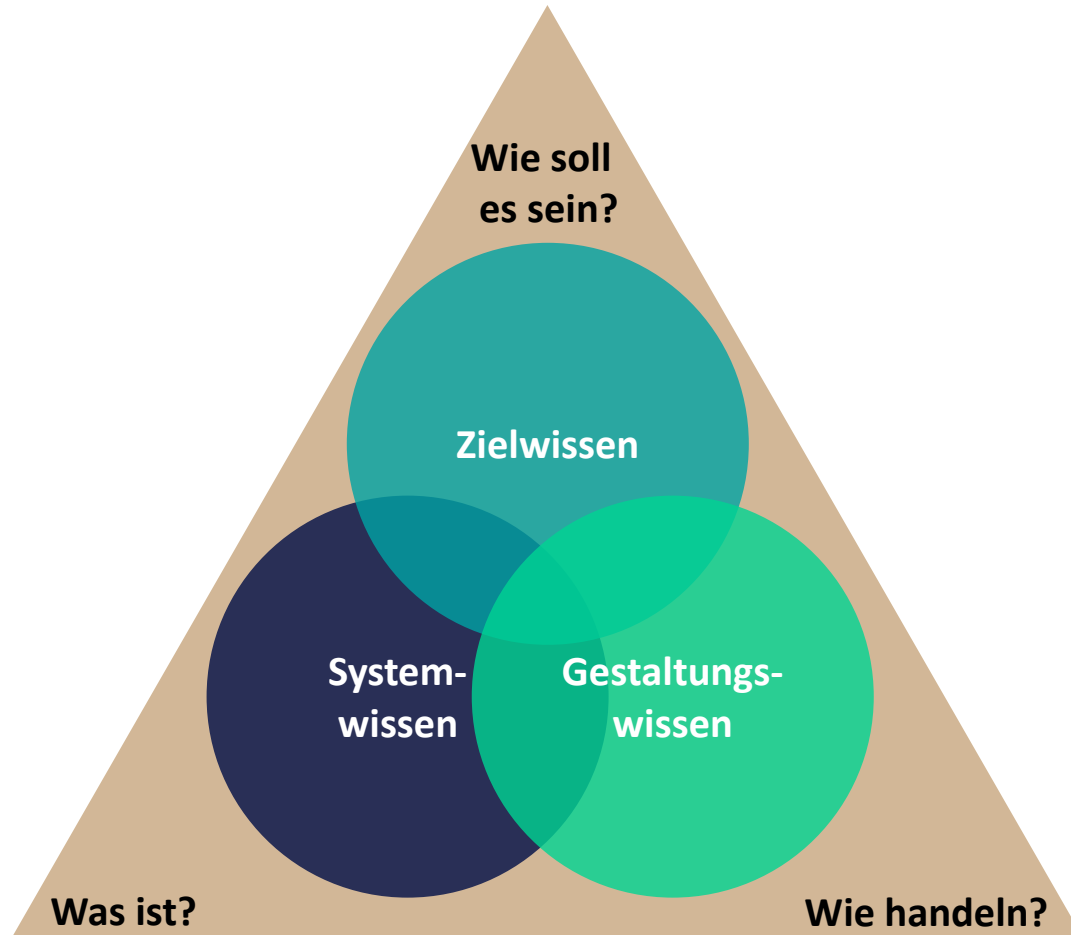 Wie soll
es sein?
Zielwissen
System-
wissen
Gestaltungs-
wissen
Was ist?
Wie handeln?